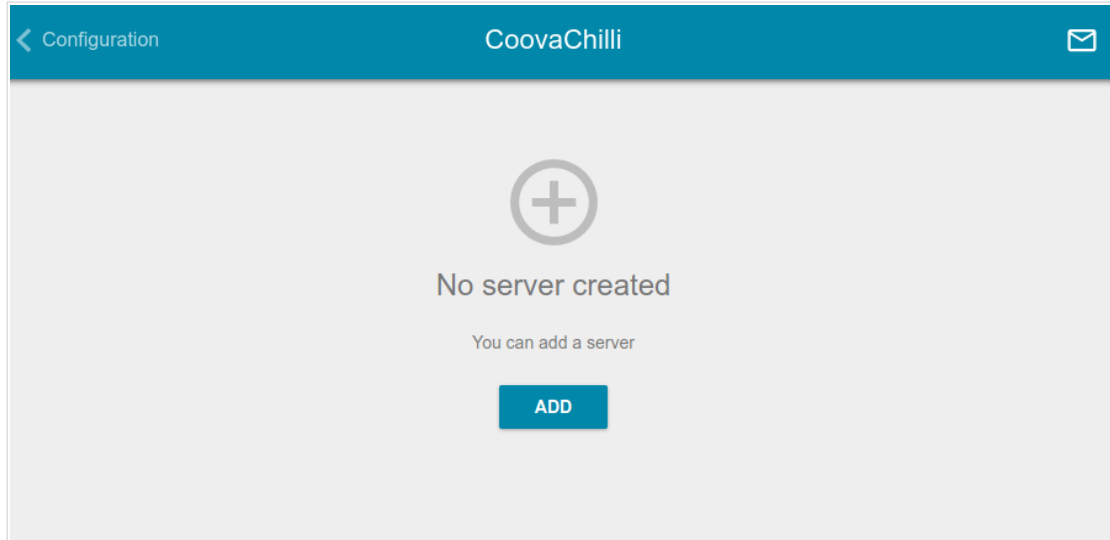 Configuration
CoovaChilli
No server created
You can add a server
ADD